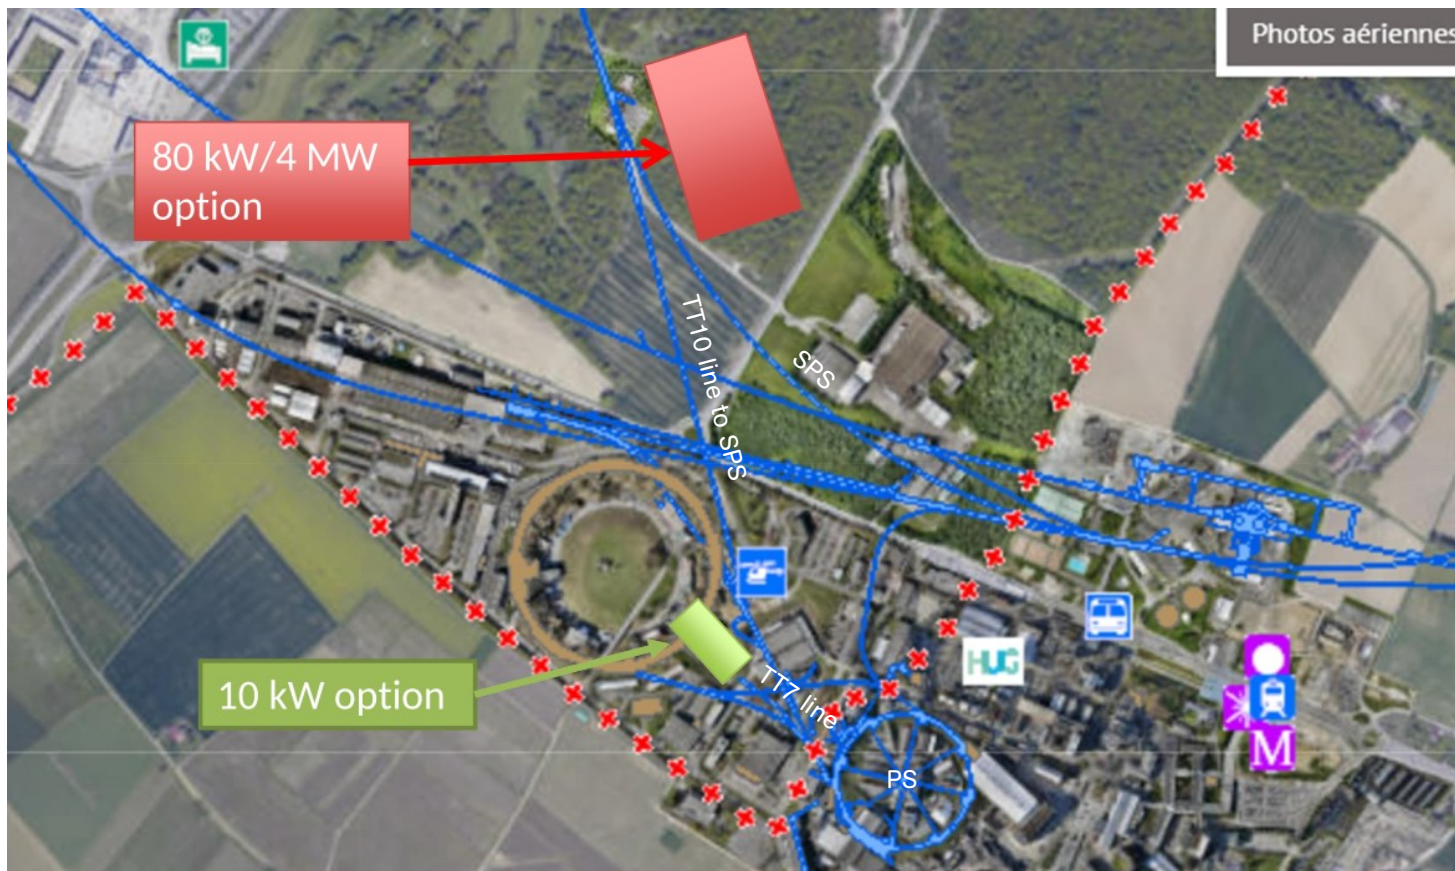 Photos aériennes
80 kW/4 MW
option
TT10 line to SPS
SPS
10 kW option
TT7 line
HUG
PS
M